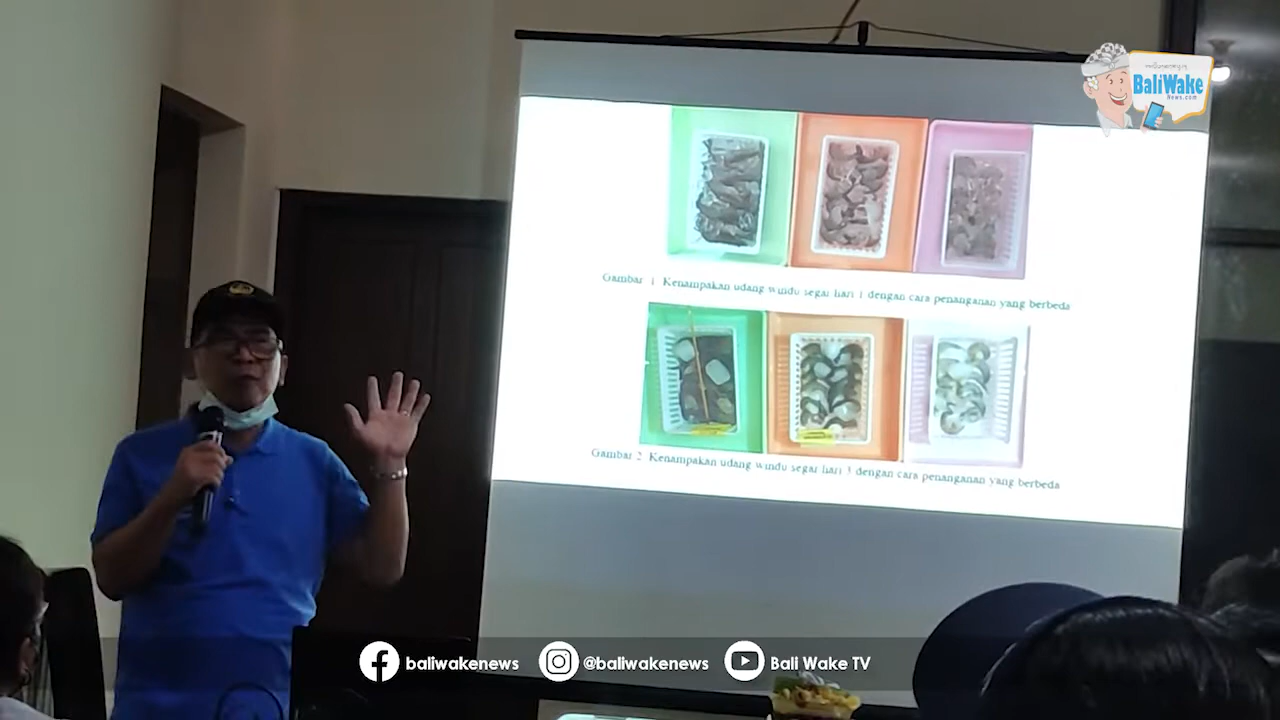 BaliWake
News.com
Gambar 1. Kenampakan udang windu segar hari 1 dengan cara penanganan yang berbeda
Gambar 2. Kenampakan udang windu segar hari 3 dengan cara penanganan yang berbeda
baliwakenews @baliwakenews Bali Wake TV